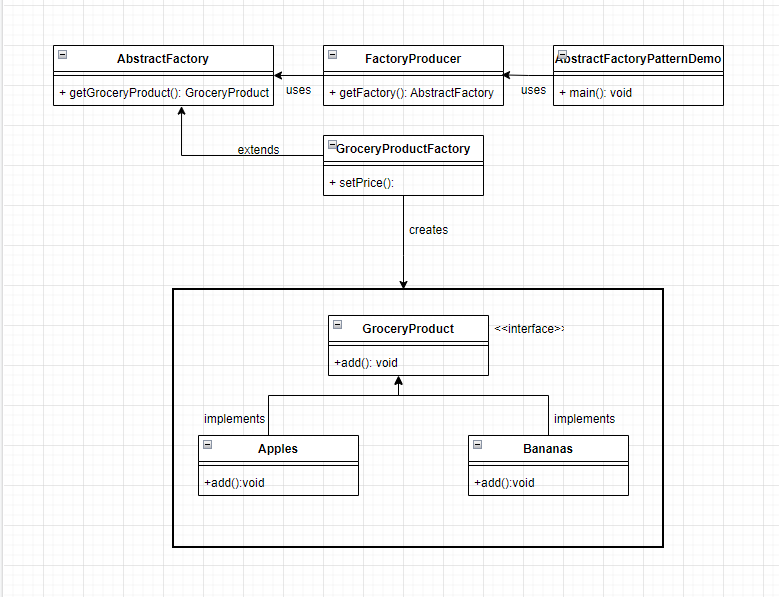 AbstractFactory
+ getGroceryProduct(): GroceryProduct
uses
FactoryProducer
+ getFactory(): AbstractFactory
uses
AbstractFactoryPatternDemo
+ main(): void
extends
GroceryProductFactory
+ setPrice():
creates
GroceryProduct
<<interface>>
+add(): void
implements
implements
Apples
+add():void
Bananas
+add():void